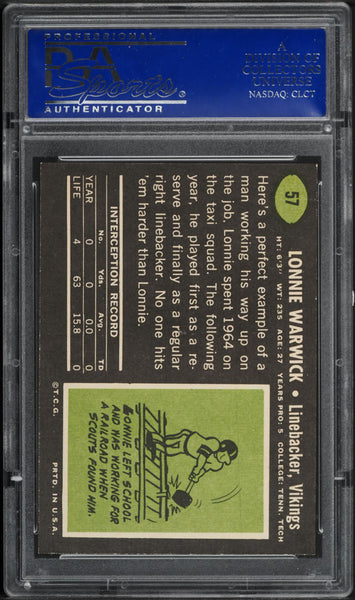 PROFESSIONAL
PSA
Sports
®
AUTHENTICATOR
A
DIVISION OF
COLLECTORS
UNIVERSE
NASDAQ: CLCT
57
LONNIE WARWICK • Linebacker, Vikings
HT: 6'3" WT: 235 AGE: 27 YEARS PRO: 5 COLLEGE: TENN. TECH
Here's a perfect example of a
man working his way up on
the job. Lonnie spent 1964 on
the taxi squad. The following
year, he played first as a re-
serve and finally as a regular
right linebacker. No one hits
'em harder than Lonnie.
INTERCEPTION RECORD
No. Yds. Avg. TD
YEAR 0 0 0.0 0
LIFE 4 63 15.8 0
LONNIE LEFT SCHOOL
AND WAS WORKING FOR
A RAILROAD WHEN
SCOUTS FOUND HIM.
© T.C.G. PRTD. IN U.S.A.